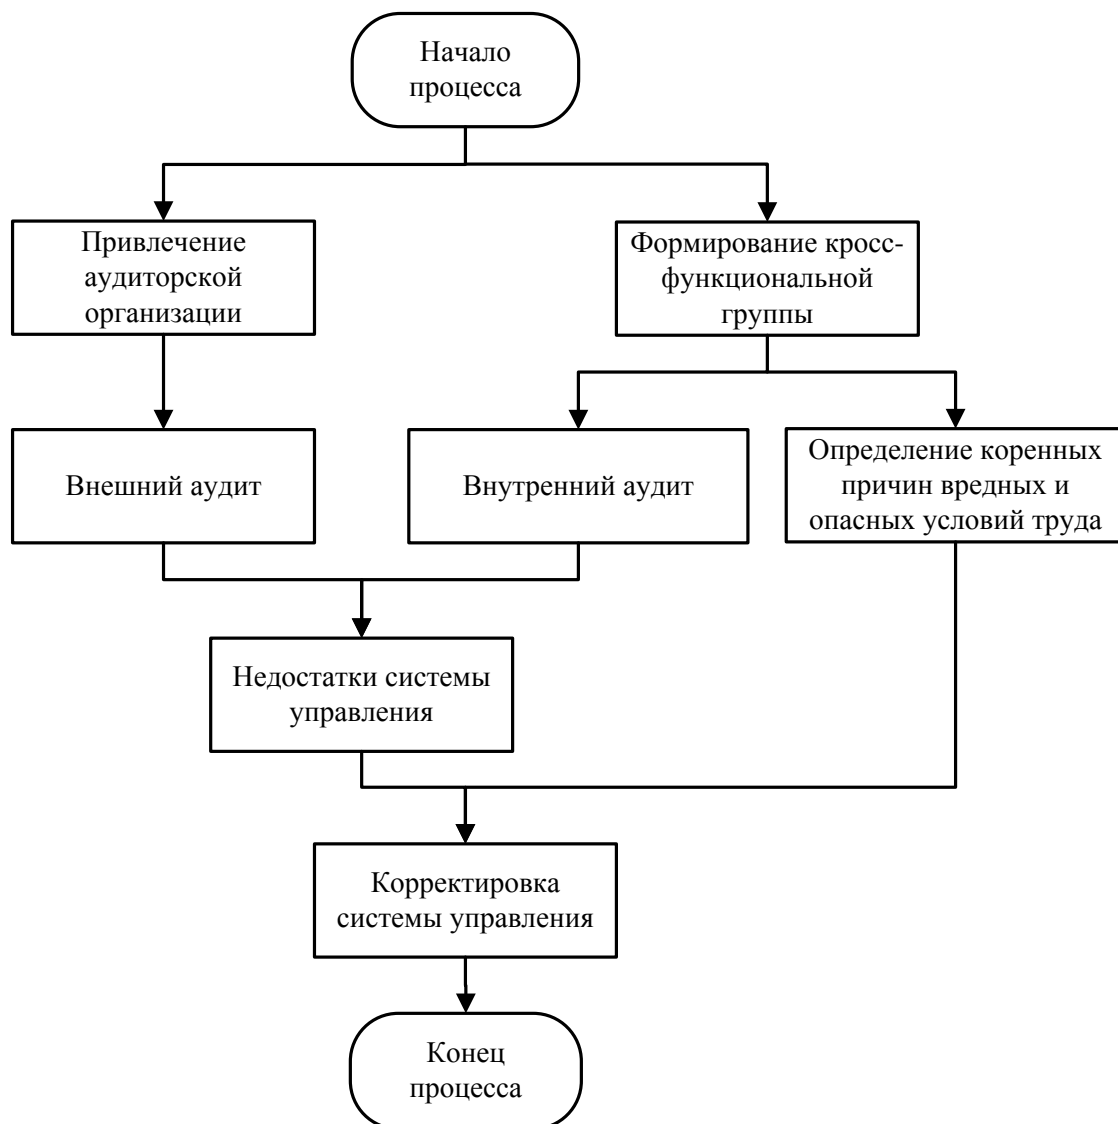 Начало
процесса
Привлечение
аудиторской
организации
Формирование кросс-
функциональной
группы
Внешний аудит
Внутренний аудит
Определение коренных
причин вредных и
опасных условий труда
Недостатки системы
управления
Корректировка
системы управления
Конец
процесса